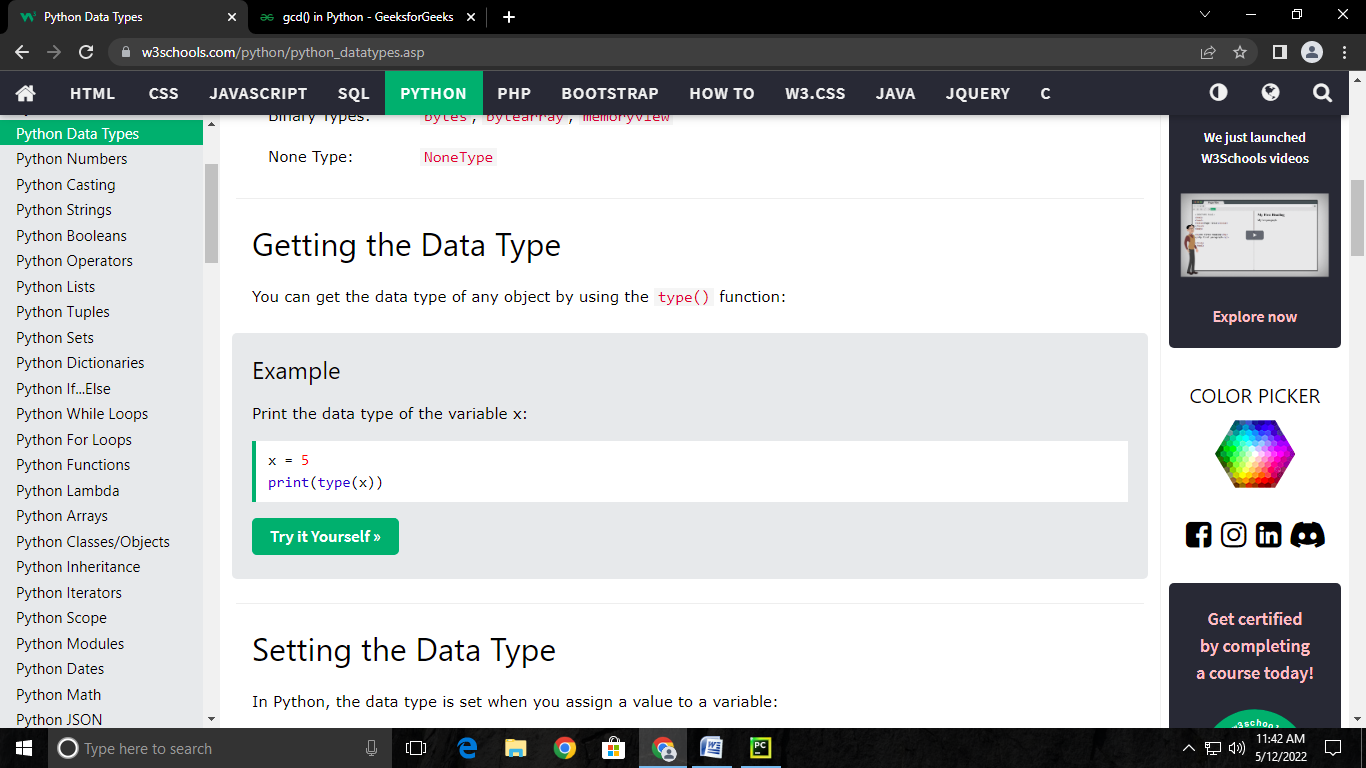 Python Data Types
gcd() in Python - GeeksforGeeks
w3schools.com/python/python_datatypes.asp
HTML CSS JAVASCRIPT SQL PYTHON PHP BOOTSTRAP HOW TO W3.CSS JAVA JQUERY C
Python Data Types
Python Numbers
Python Casting
Python Strings
Python Booleans
Python Operators
Python Lists
Python Tuples
Python Sets
Python Dictionaries
Python If...Else
Python While Loops
Python For Loops
Python Functions
Python Lambda
Python Arrays
Python Classes/Objects
Python Inheritance
Python Iterators
Python Scope
Python Modules
Python Dates
Python Math
Python JSON
Binary Types: bytes, bytearray, memoryview
None Type: NoneType
Getting the Data Type
You can get the data type of any object by using the type() function:
Example
Print the data type of the variable x:
x = 5
print(type(x))
Try it Yourself »
Setting the Data Type
In Python, the data type is set when you assign a value to a variable:
We just launched
W3Schools videos
Explore now
COLOR PICKER
Get certified
by completing
a course today!
w3schools
Type here to search
11:42 AM
5/12/2022